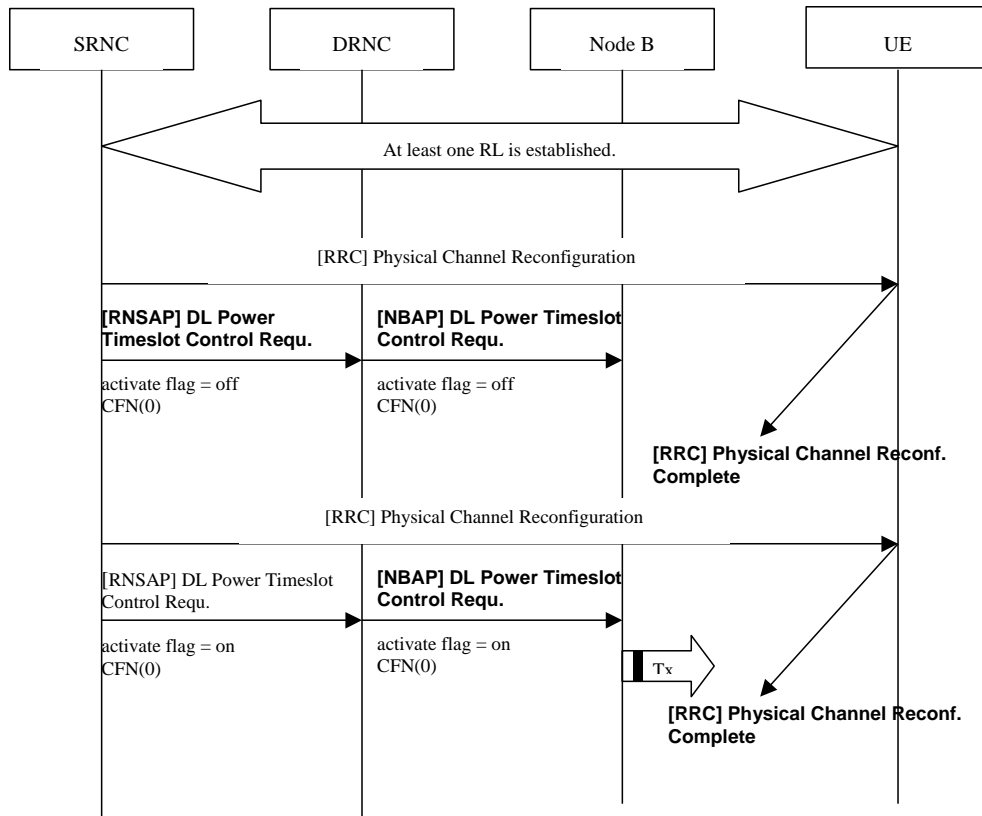 SRNC
DRNC
Node B
UE
At least one RL is established.
[RRC] Physical Channel Reconfiguration
[RNSAP] DL Power
Timeslot Control Requ.
[NBAP] DL Power Timeslot
Control Requ.
activate flag = off
CFN(0)
activate flag = off
CFN(0)
[RRC] Physical Channel Reconf.
Complete
[RRC] Physical Channel Reconfiguration
[RNSAP] DL Power Timeslot
Control Requ.
[NBAP] DL Power Timeslot
Control Requ.
activate flag = on
CFN(0)
activate flag = on
CFN(0)
Tx
[RRC] Physical Channel Reconf.
Complete